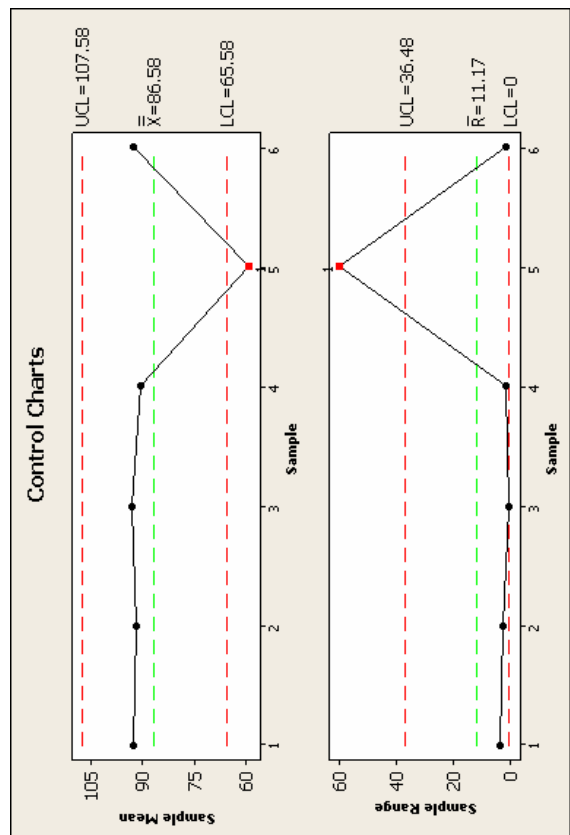 Control Charts
UCL=107.58
X=86.58
LCL=65.58
105
90
75
60
Sample Mean
1
1
2
3
4
5
6
Sample
UCL=36.48
R=11.17
LCL=0
60
40
20
0
Sample Range
1
1
2
3
4
5
6
Sample